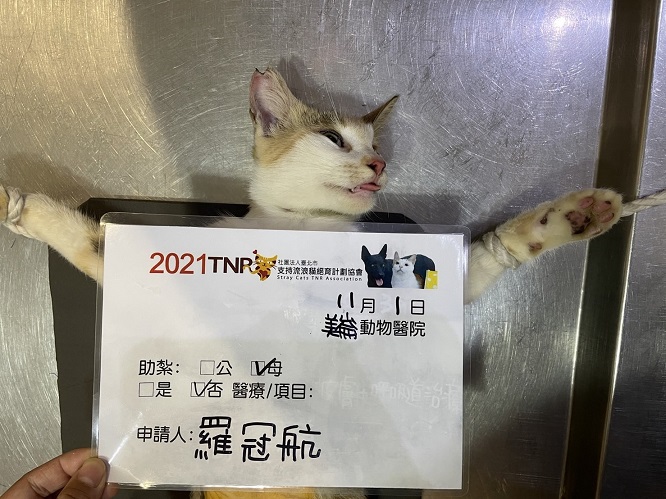 2021TNR
社團法人臺北市
支持流浪貓絕育計劃協會
Stray Cats TNR Association
11月 1日
動物醫院
助紮: □公 ☑母
□是 ☑否 醫療/項目:
申請人: 羅冠航